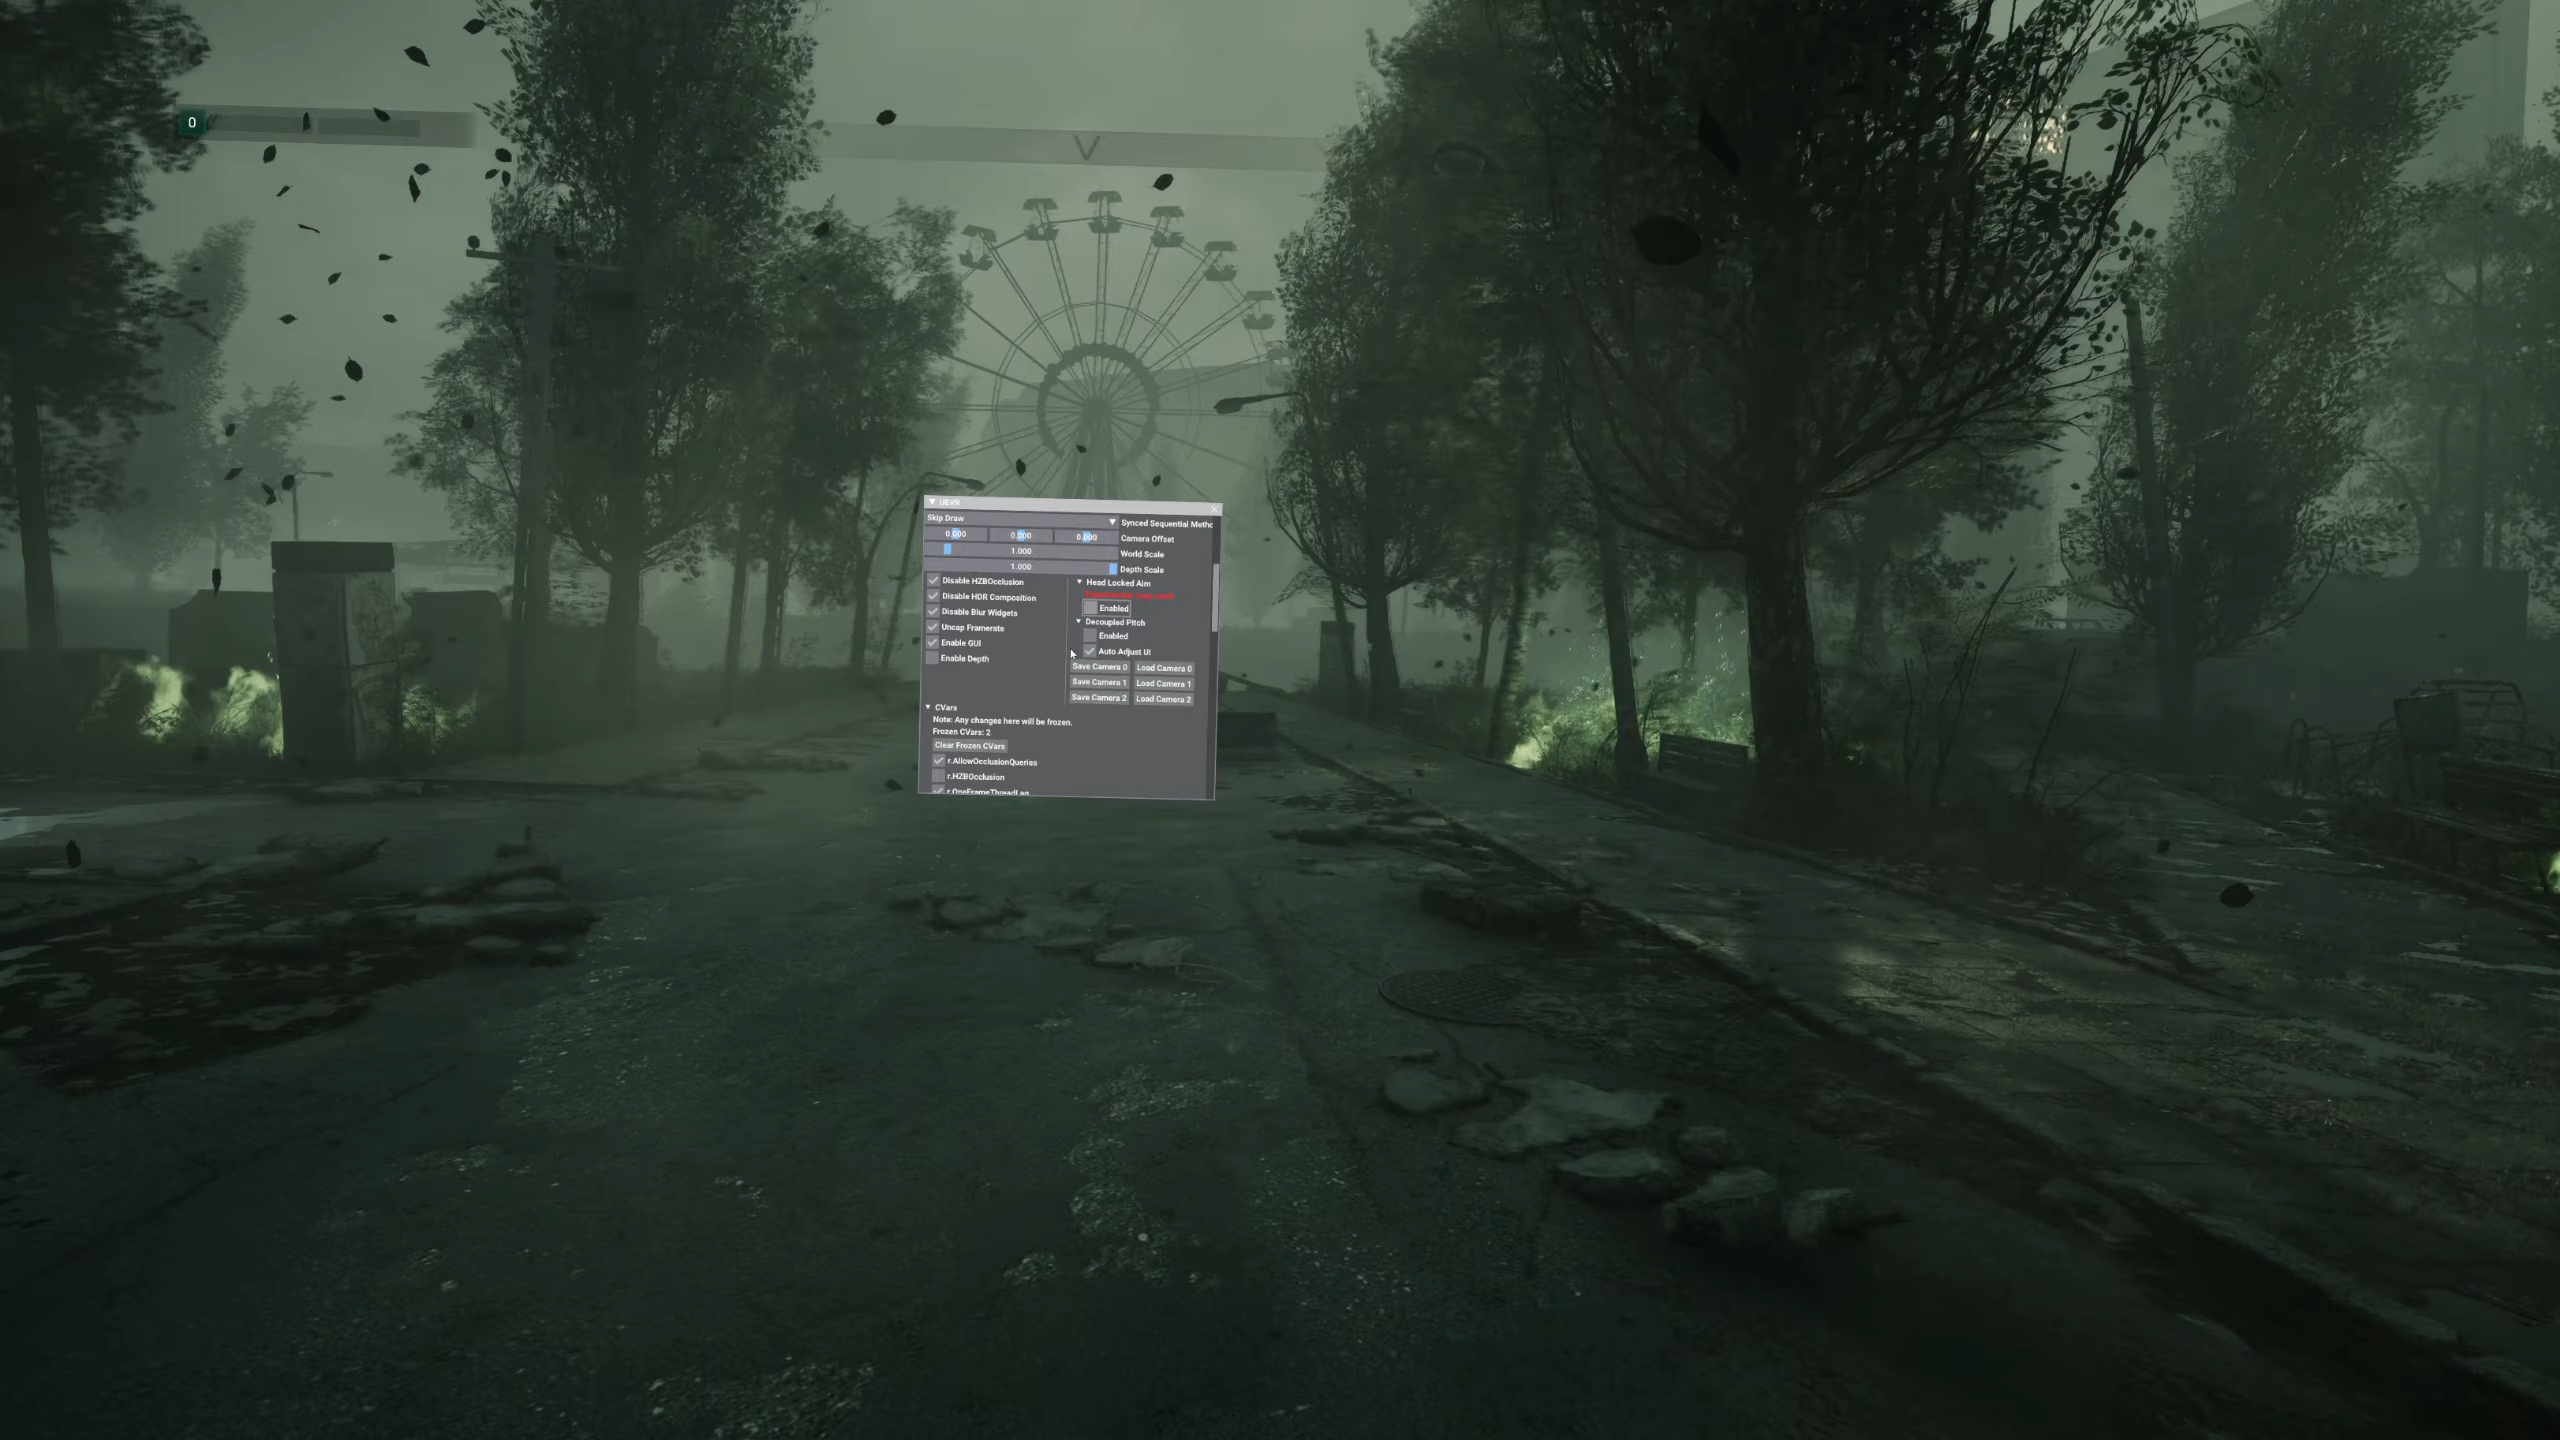 0
V
UEVR
Skip Draw Synced Sequential Metho
0.000 0.000 0.000 Camera Offset
1.000 World Scale
1.000 Depth Scale
Disable HZBOcclusion
Disable HDR Composition
Disable Blur Widgets
Uncap Framerate
Enable GUI
Enable Depth
Head Locked Aim
Enabled
Decoupled Pitch
Enabled
Auto Adjust UI
Save Camera 0 Load Camera 0
Save Camera 1 Load Camera 1
Save Camera 2 Load Camera 2
CVars
Note: Any changes here will be frozen.
Frozen CVars: 2
Clear Frozen CVars
r.AllowOcclusionQueries
r.HZBOcclusion
r.OneFrameThreadLag